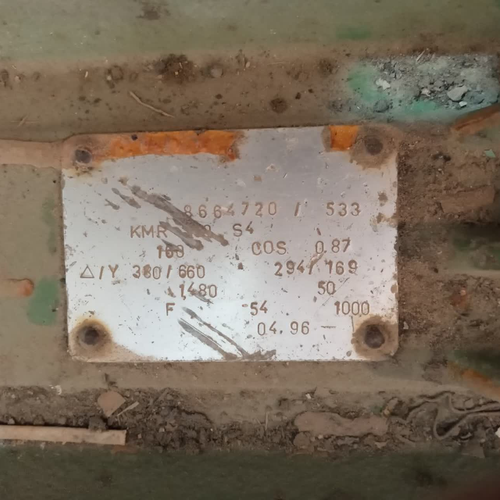 8664720 / 533
KMR S4
160 COS 0.87
△/Y 380/660 294/169
1480 50
F 54 1000
04.96 —